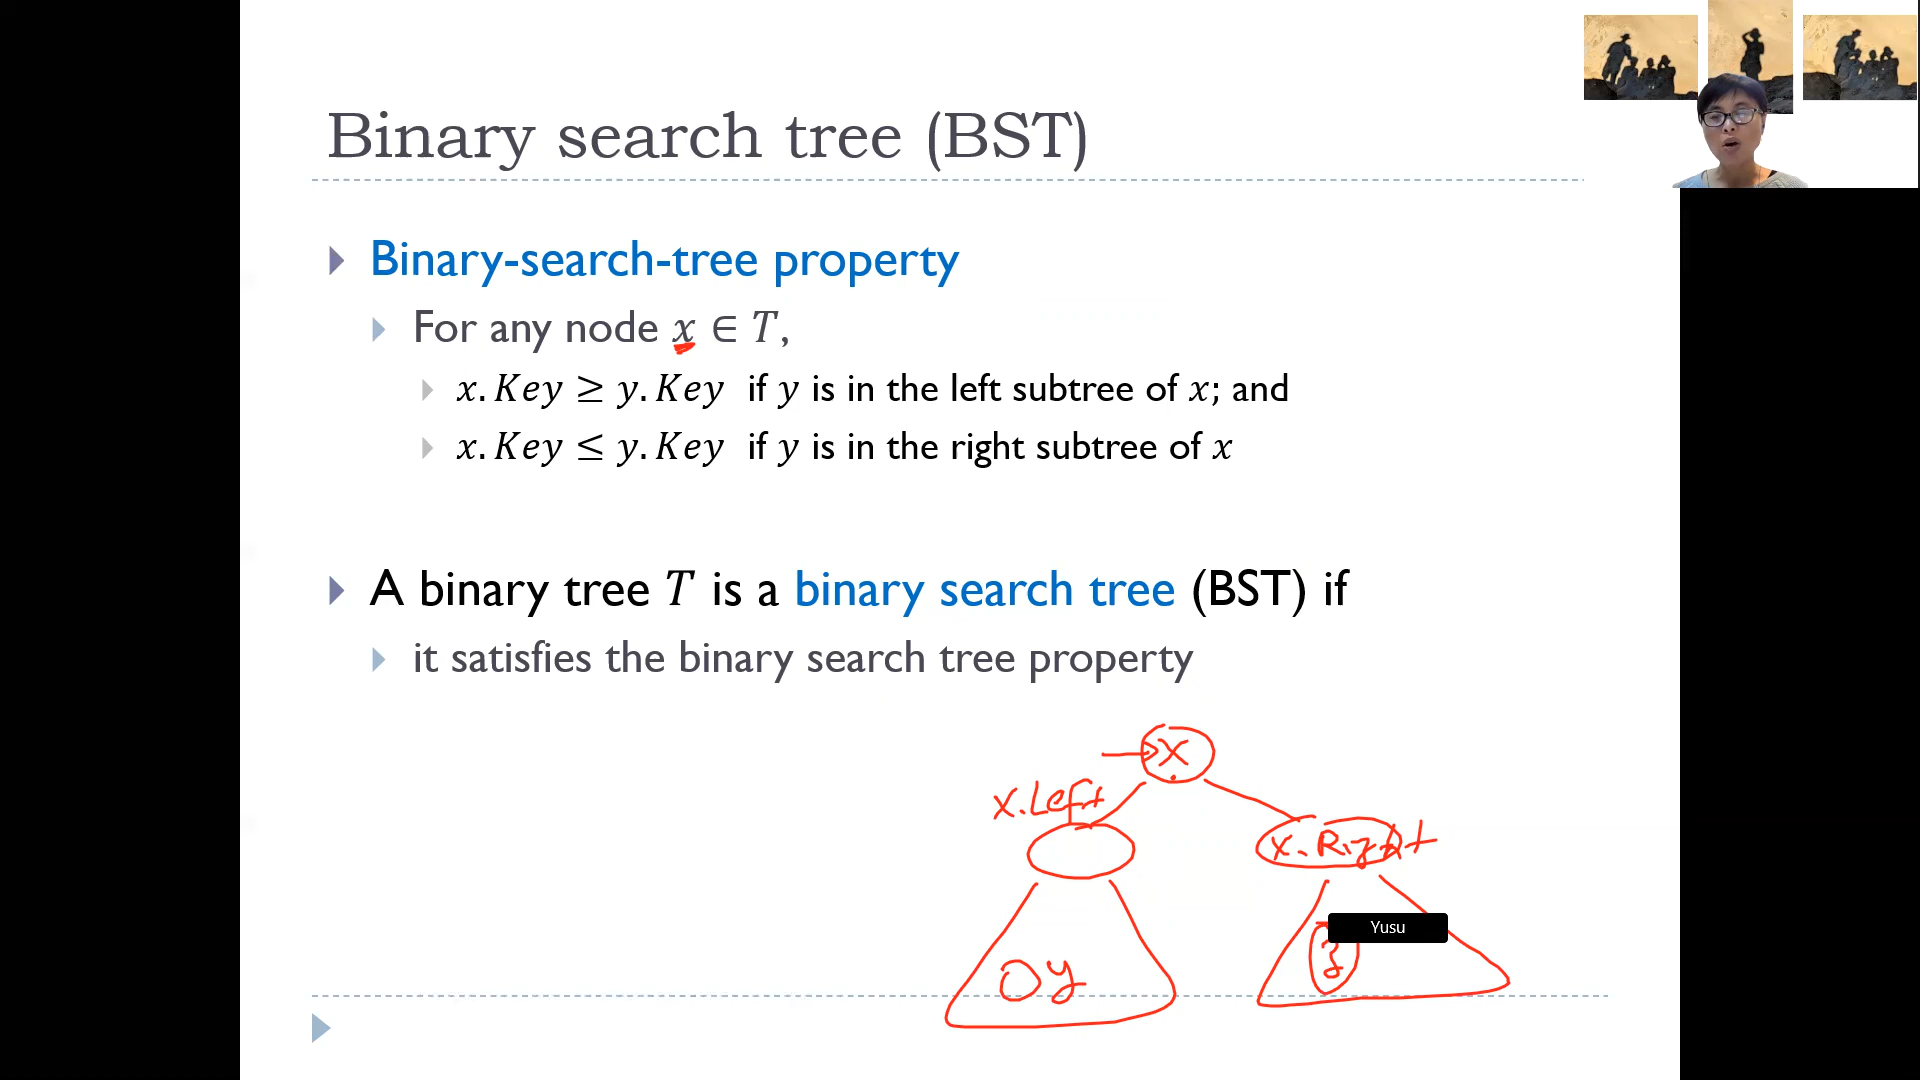 Binary search tree (BST)
Binary-search-tree property
For any node x ∈ T,
x.Key ≥ y.Key if y is in the left subtree of x; and
x.Key ≤ y.Key if y is in the right subtree of x
A binary tree T is a binary search tree (BST) if
it satisfies the binary search tree property
X
X.Left
X.Right
Yusu
y
z